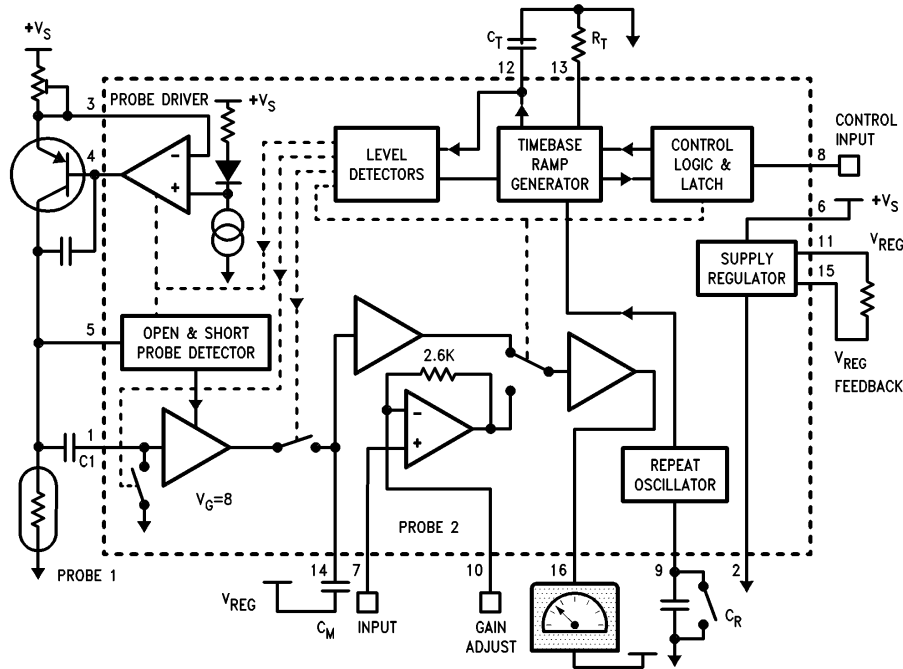 +VS
CT
RT
12
13
3
PROBE DRIVER
+VS
CONTROL
INPUT
4
-
+
LEVEL
DETECTORS
TIMEBASE
RAMP
GENERATOR
CONTROL
LOGIC &
LATCH
8
6
+VS
11
VREG
SUPPLY
REGULATOR
15
5
OPEN & SHORT
PROBE DETECTOR
2.6K
VREG
FEEDBACK
-
+
1
C1
VG=8
REPEAT
OSCILLATOR
PROBE 2
PROBE 1
14
7
10
16
9
2
VREG
CM
INPUT
GAIN
ADJUST
CR